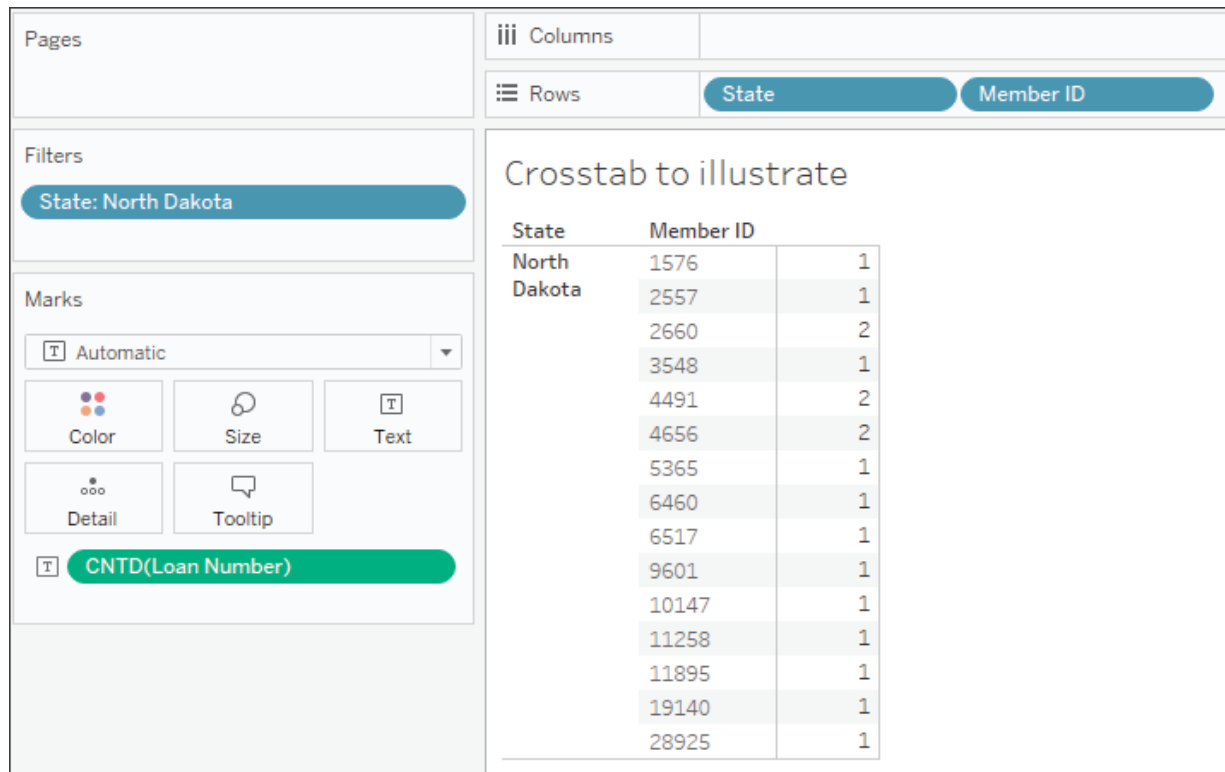 Pages
Columns
Rows State Member ID
Filters
State: North Dakota
Marks
T Automatic
Color Size T Text
Detail Tooltip
T CNTD(Loan Number)
Crosstab to illustrate
State Member ID
North Dakota 1576 1
2557 1
2660 2
3548 1
4491 2
4656 2
5365 1
6460 1
6517 1
9601 1
10147 1
11258 1
11895 1
19140 1
28925 1